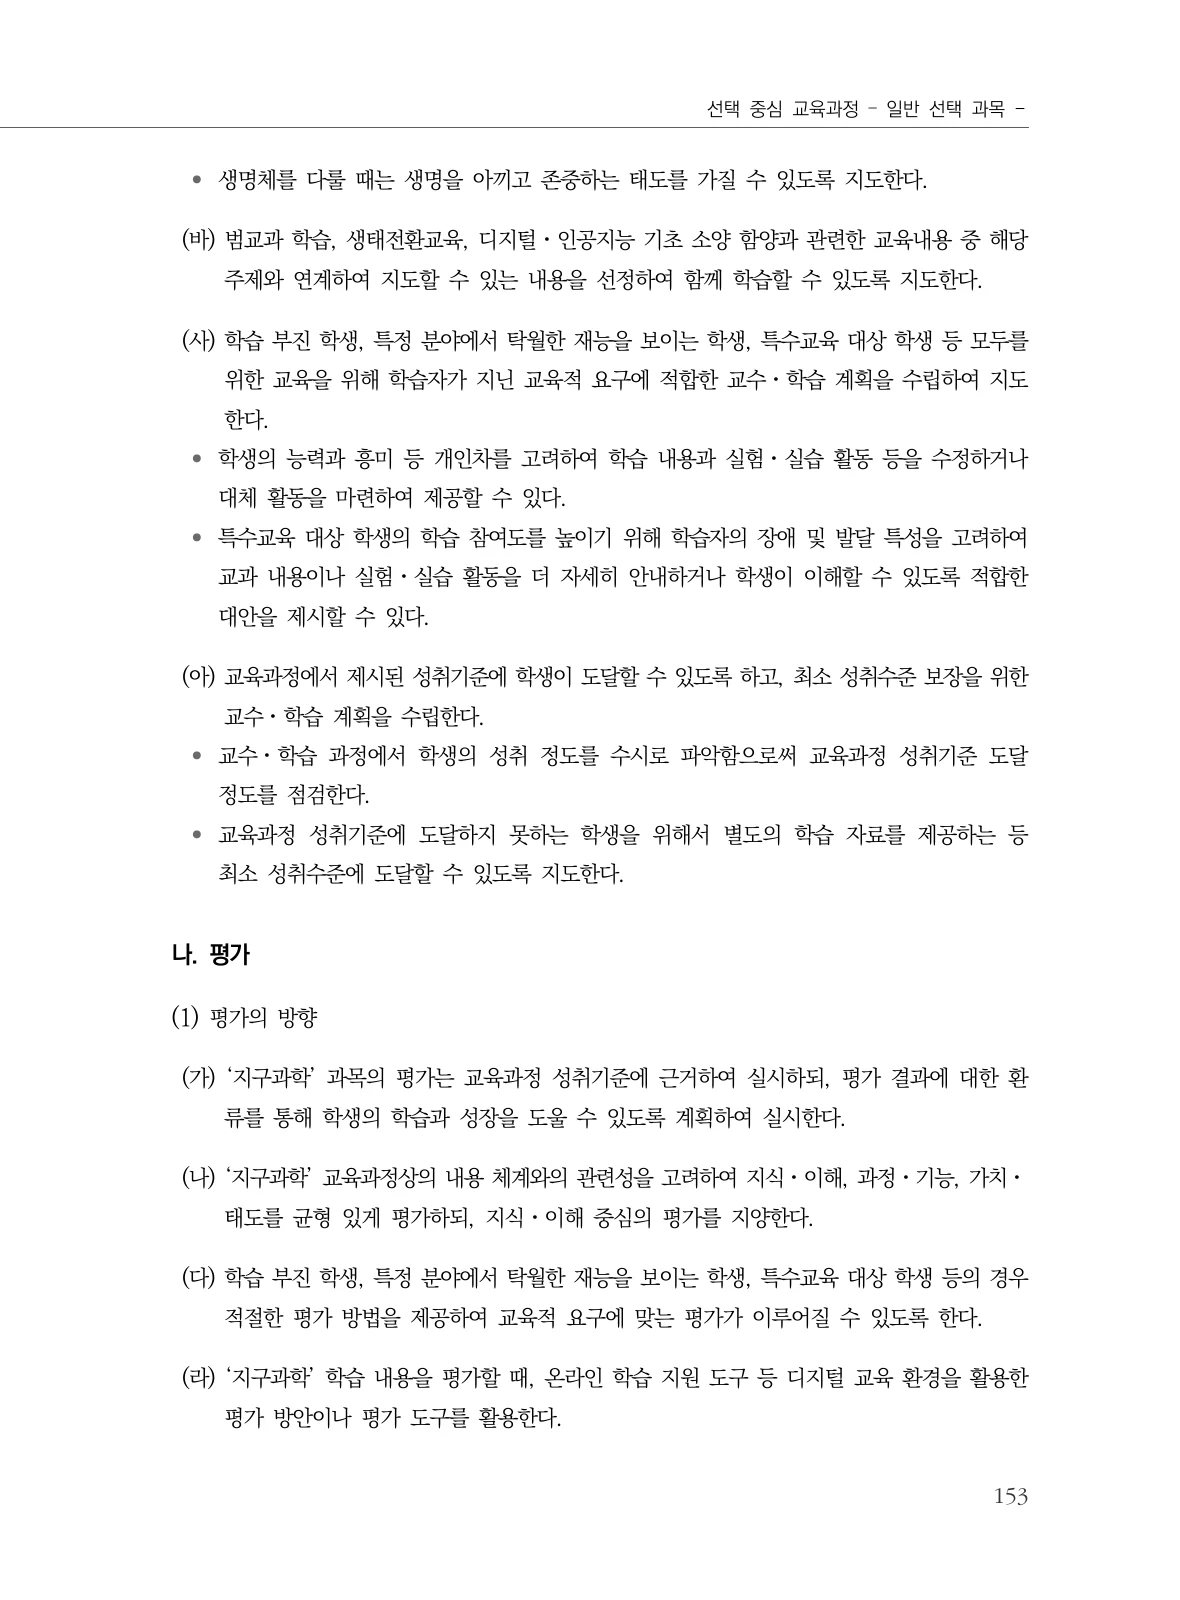 선택 중심 교육과정 - 일반 선택 과목 -
• 생명체를 다룰 때는 생명을 아끼고 존중하는 태도를 가질 수 있도록 지도한다.
(바) 범교과 학습, 생태전환교육, 디지털·인공지능 기초 소양 함양과 관련한 교육내용 중 해당
주제와 연계하여 지도할 수 있는 내용을 선정하여 함께 학습할 수 있도록 지도한다.
(사) 학습 부진 학생, 특정 분야에서 탁월한 재능을 보이는 학생, 특수교육 대상 학생 등 모두를
위한 교육을 위해 학습자가 지닌 교육적 요구에 적합한 교수·학습 계획을 수립하여 지도
한다.
• 학생의 능력과 흥미 등 개인차를 고려하여 학습 내용과 실험·실습 활동 등을 수정하거나
대체 활동을 마련하여 제공할 수 있다.
• 특수교육 대상 학생의 학습 참여도를 높이기 위해 학습자의 장애 및 발달 특성을 고려하여
교과 내용이나 실험·실습 활동을 더 자세히 안내하거나 학생이 이해할 수 있도록 적합한
대안을 제시할 수 있다.
(아) 교육과정에서 제시된 성취기준에 학생이 도달할 수 있도록 하고, 최소 성취수준 보장을 위한
교수·학습 계획을 수립한다.
• 교수·학습 과정에서 학생의 성취 정도를 수시로 파악함으로써 교육과정 성취기준 도달
정도를 점검한다.
• 교육과정 성취기준에 도달하지 못하는 학생을 위해서 별도의 학습 자료를 제공하는 등
최소 성취수준에 도달할 수 있도록 지도한다.
나. 평가
(1) 평가의 방향
(가) ‘지구과학’ 과목의 평가는 교육과정 성취기준에 근거하여 실시하되, 평가 결과에 대한 환
류를 통해 학생의 학습과 성장을 도울 수 있도록 계획하여 실시한다.
(나) ‘지구과학’ 교육과정상의 내용 체계와의 관련성을 고려하여 지식·이해, 과정·기능, 가치·
태도를 균형 있게 평가하되, 지식·이해 중심의 평가를 지양한다.
(다) 학습 부진 학생, 특정 분야에서 탁월한 재능을 보이는 학생, 특수교육 대상 학생 등의 경우
적절한 평가 방법을 제공하여 교육적 요구에 맞는 평가가 이루어질 수 있도록 한다.
(라) ‘지구과학’ 학습 내용을 평가할 때, 온라인 학습 지원 도구 등 디지털 교육 환경을 활용한
평가 방안이나 평가 도구를 활용한다.
153